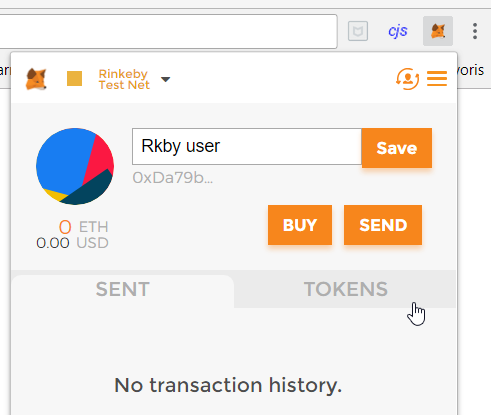 cjs
Rinkeby
Test Net
voris
Rkby user
Save
0xDa79b...
0 ETH
0.00 USD
BUY
SEND
SENT
TOKENS
No transaction history.